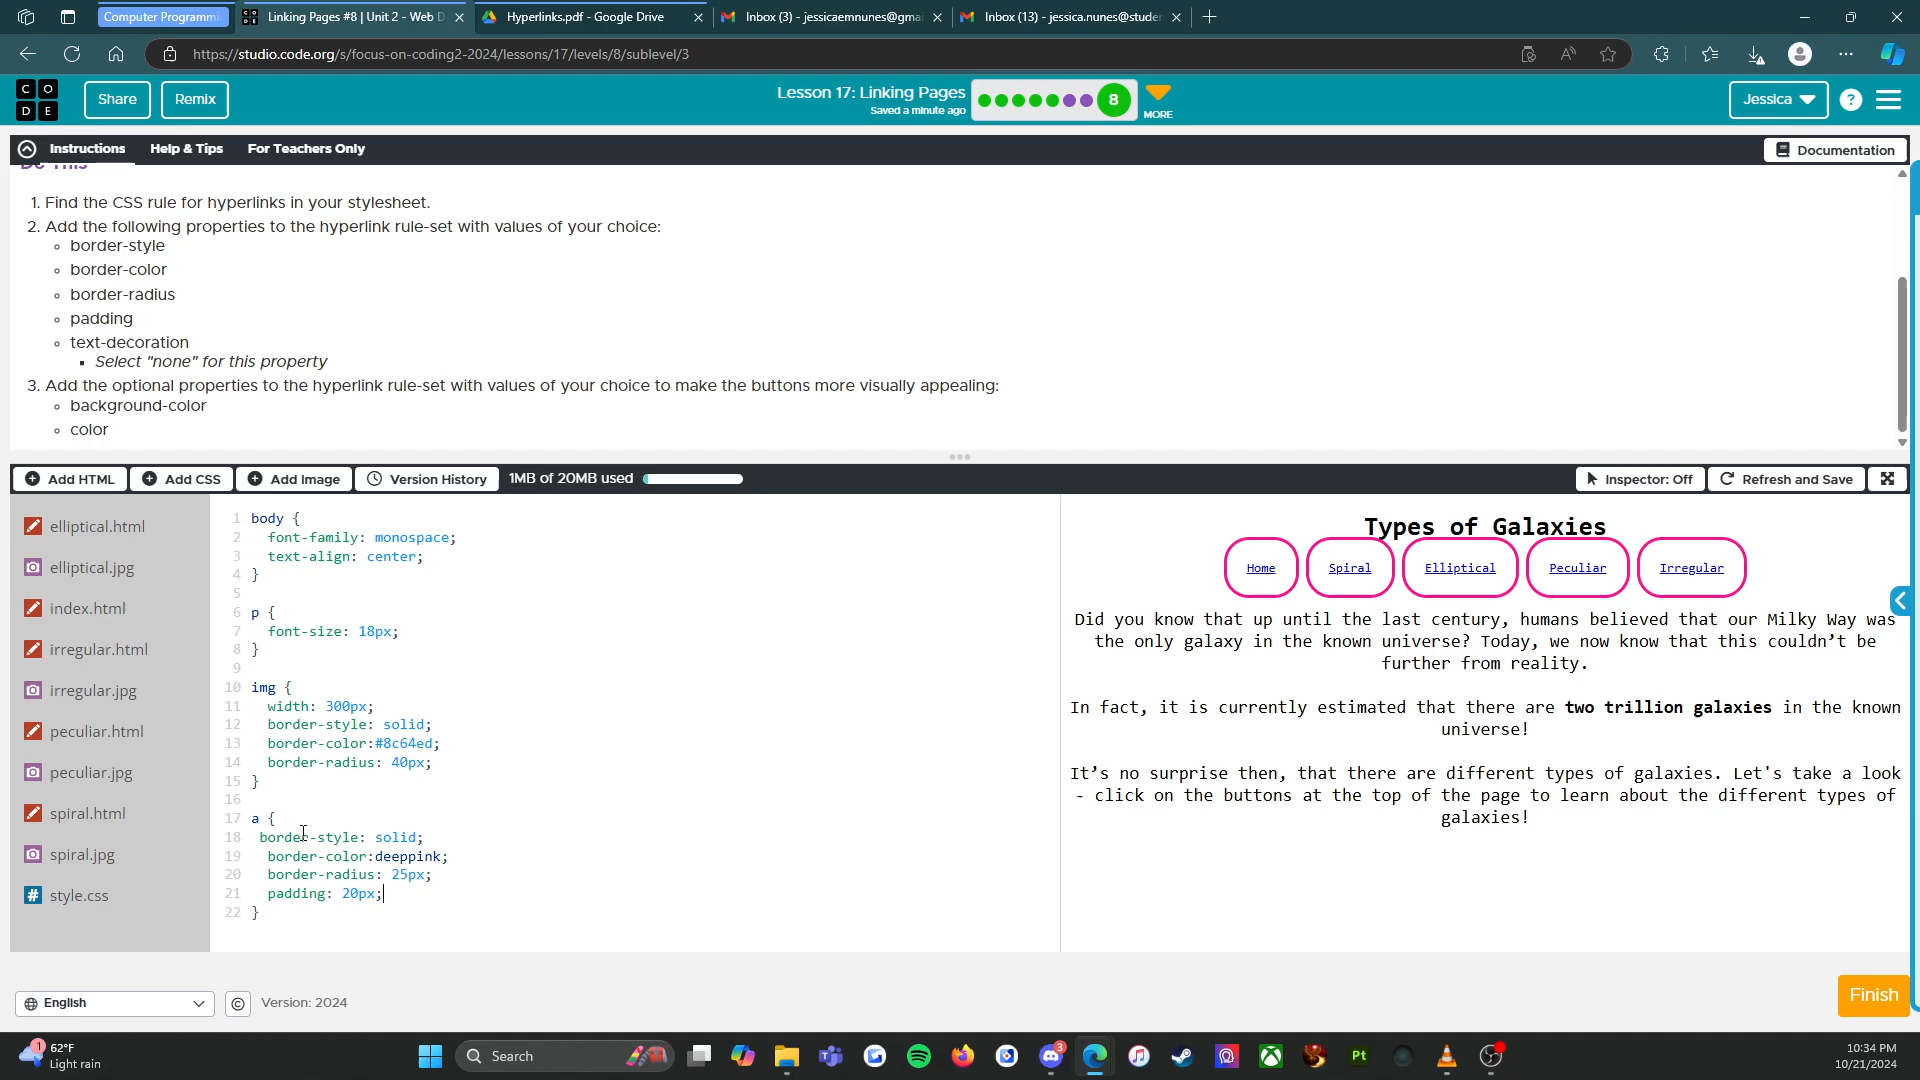 Computer Programmi
Linking Pages #8 | Unit 2 - Web D
Hyperlinks.pdf - Google Drive
Inbox (3) - jessicaemnunes@gma
Inbox (13) - jessica.nunes@stude
https://studio.code.org/s/focus-on-coding2-2024/lessons/17/levels/8/sublevel/3
C O
D E
Share
Remix
Lesson 17: Linking Pages
Saved a minute ago
8
MORE
Jessica
?
Instructions
Help & Tips
For Teachers Only
Documentation
Do This
1. Find the CSS rule for hyperlinks in your stylesheet.
2. Add the following properties to the hyperlink rule-set with values of your choice:
border-style
border-color
border-radius
padding
text-decoration
Select "none" for this property
3. Add the optional properties to the hyperlink rule-set with values of your choice to make the buttons more visually appealing:
background-color
color
Add HTML
Add CSS
Add Image
Version History
1MB of 20MB used
Inspector: Off
Refresh and Save
elliptical.html
elliptical.jpg
index.html
irregular.html
irregular.jpg
peculiar.html
peculiar.jpg
spiral.html
spiral.jpg
# style.css
1 body {
2 font-family: monospace;
3 text-align: center;
4 }
5
6 p {
7 font-size: 18px;
8 }
9
10 img {
11 width: 300px;
12 border-style: solid;
13 border-color:#8c64ed;
14 border-radius: 40px;
15 }
16
17 a {
18 border-style: solid;
19 border-color:deeppink;
20 border-radius: 25px;
21 padding: 20px;
22 }
Types of Galaxies
Home
Spiral
Elliptical
Peculiar
Irregular
Did you know that up until the last century, humans believed that our Milky Way was
the only galaxy in the known universe? Today, we now know that this couldn’t be
further from reality.
In fact, it is currently estimated that there are two trillion galaxies in the known
universe!
It’s no surprise then, that there are different types of galaxies. Let's take a look
- click on the buttons at the top of the page to learn about the different types of
galaxies!
English
©
Version: 2024
Finish
1
62°F
Light rain
Search
3
Pt
10:34 PM
10/21/2024